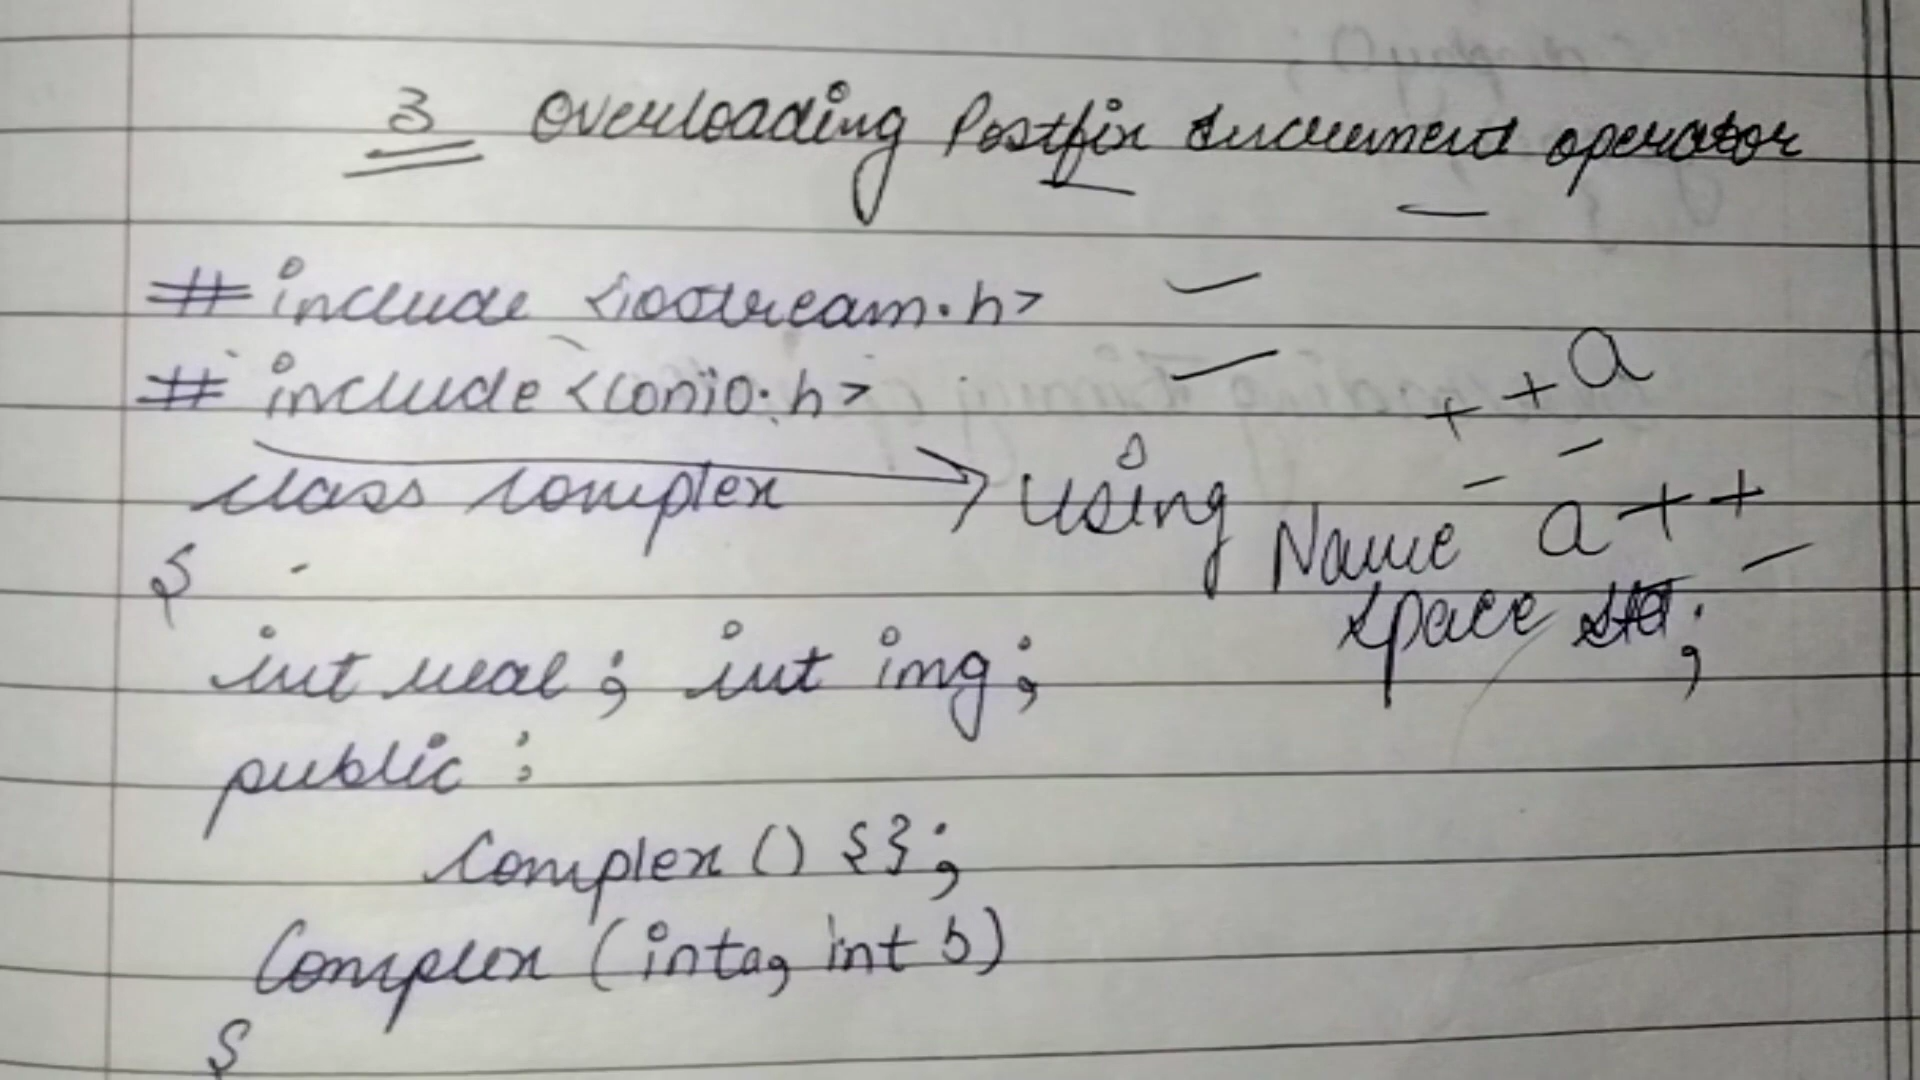 3 Overloading Postfix Increment operator
#include <iostream.h>
#include <conio.h>
++a
class complex
using Name space std;
a++
{
int real; int img;
public:
Complex () {};
Complex (int a, int b)
{